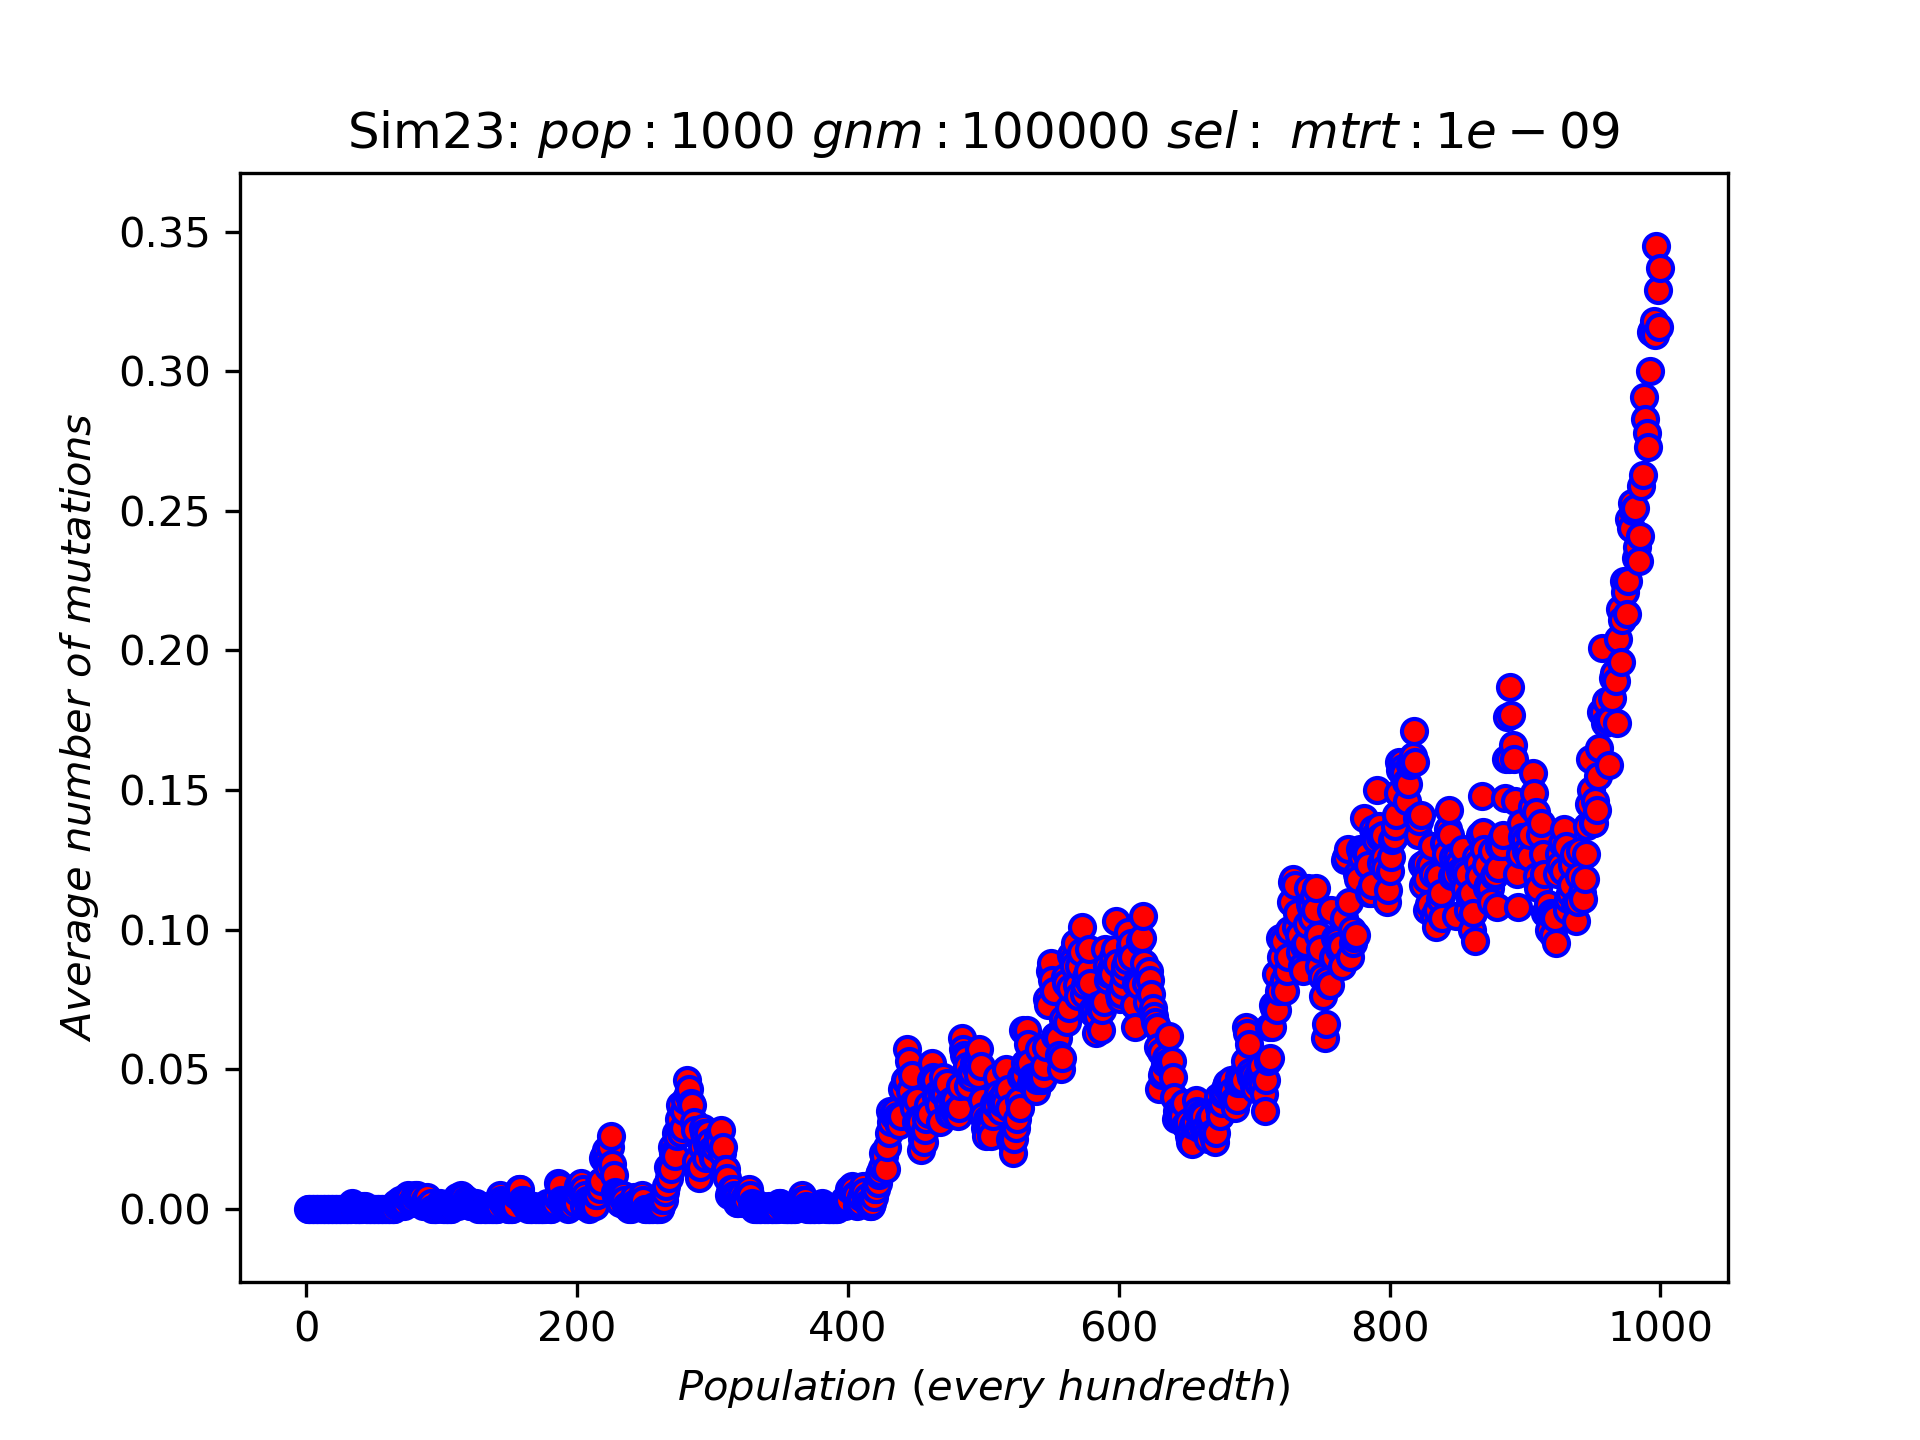 Sim23: pop : 1000 gnm : 100000 sel : mtrt : 1e − 09
0.35
0.30
0.25
0.20
0.15
0.10
0.05
0.00
Average number of mutations
0 200 400 600 800 1000
Population (every hundredth)